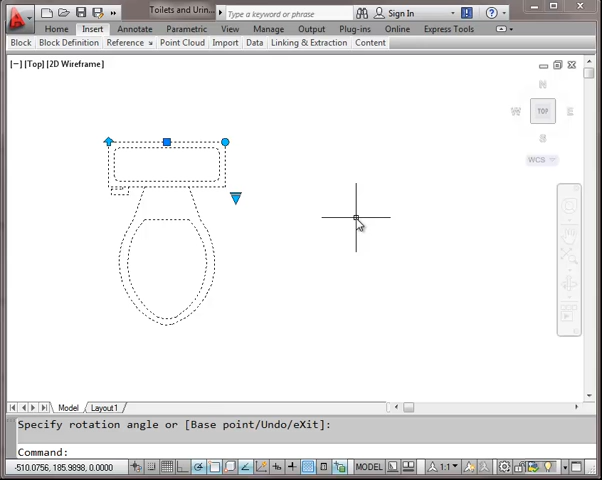 Toilets and Urin...
Type a keyword or phrase
Sign In
Home Insert Annotate Parametric View Manage Output Plug-ins Online Express Tools
Block Block Definition Reference Point Cloud Import Data Linking & Extraction Content
[−] [Top] [2D Wireframe]
N
W TOP E
S
WCS
Model Layout1
Specify rotation angle or [Base point/Undo/eXit]:
Command:
-510.0756, 185.9898, 0.0000 MODEL 1:1